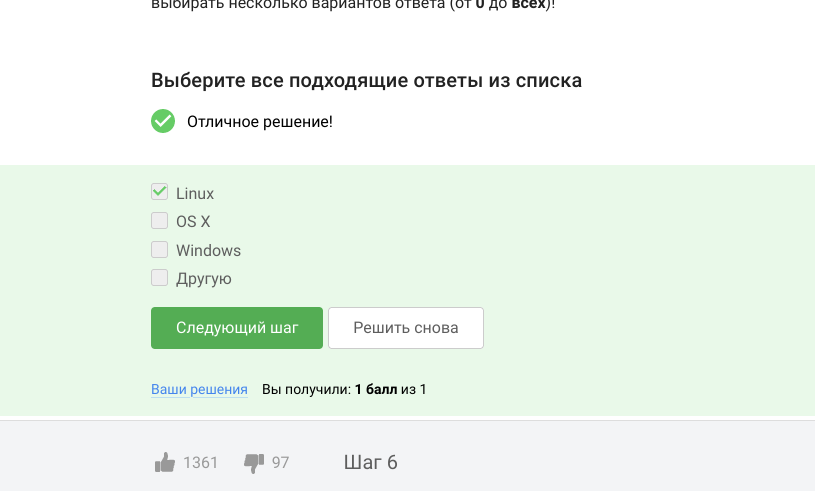 выбирать несколько вариантов ответа (от 0 до всех)!
Выберите все подходящие ответы из списка
Отличное решение!
Linux
OS X
Windows
Другую
Следующий шаг
Решить снова
Ваши решения Вы получили: 1 балл из 1
1361 97 Шаг 6